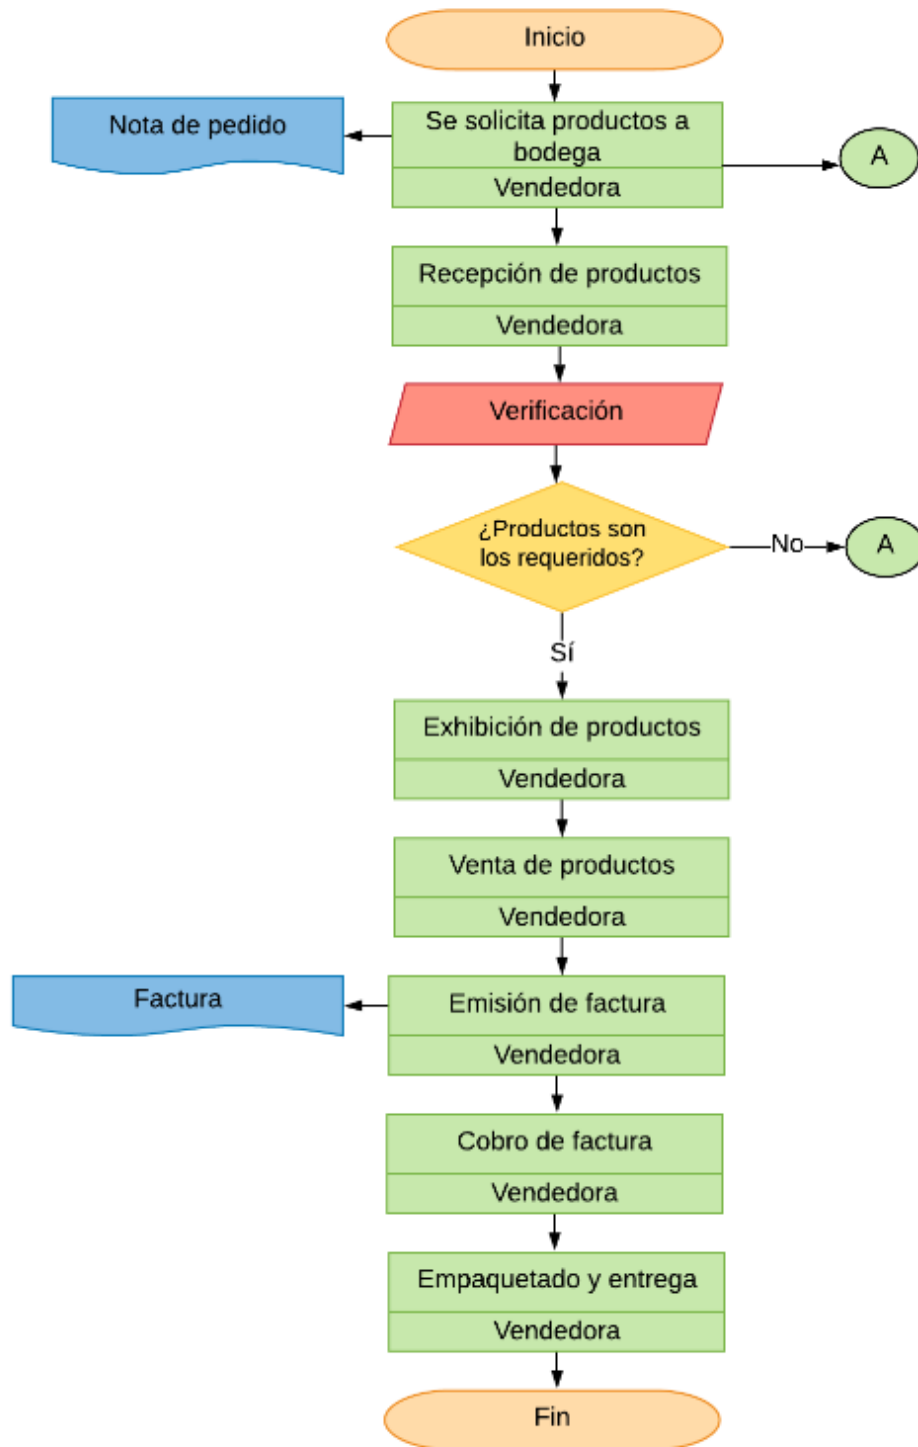 Inicio
Nota de pedido
Se solicita productos a
bodega
Vendedora
A
Recepción de productos
Vendedora
Verificación
¿Productos son
los requeridos?
No
A
Sí
Exhibición de productos
Vendedora
Venta de productos
Vendedora
Factura
Emisión de factura
Vendedora
Cobro de factura
Vendedora
Empaquetado y entrega
Vendedora
Fin